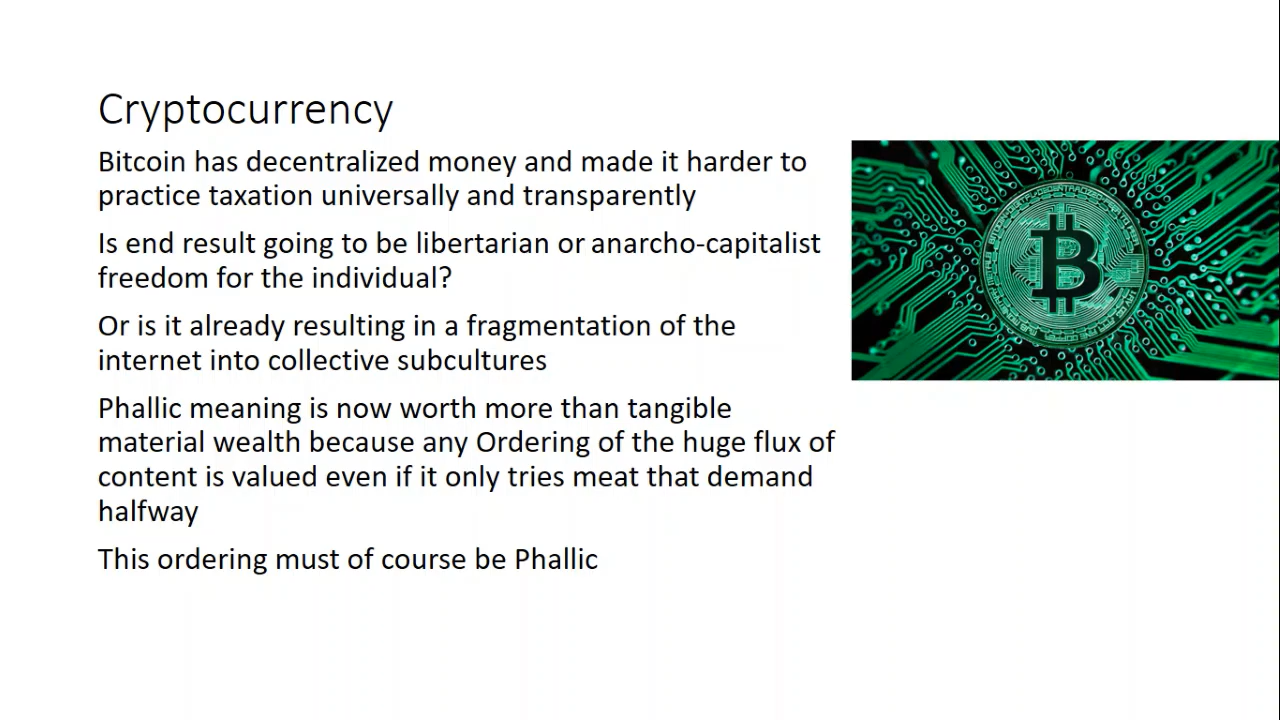 Cryptocurrency
Bitcoin has decentralized money and made it harder to
practice taxation universally and transparently
Is end result going to be libertarian or anarcho-capitalist
freedom for the individual?
Or is it already resulting in a fragmentation of the
internet into collective subcultures
Phallic meaning is now worth more than tangible
material wealth because any Ordering of the huge flux of
content is valued even if it only tries meat that demand
halfway
This ordering must of course be Phallic